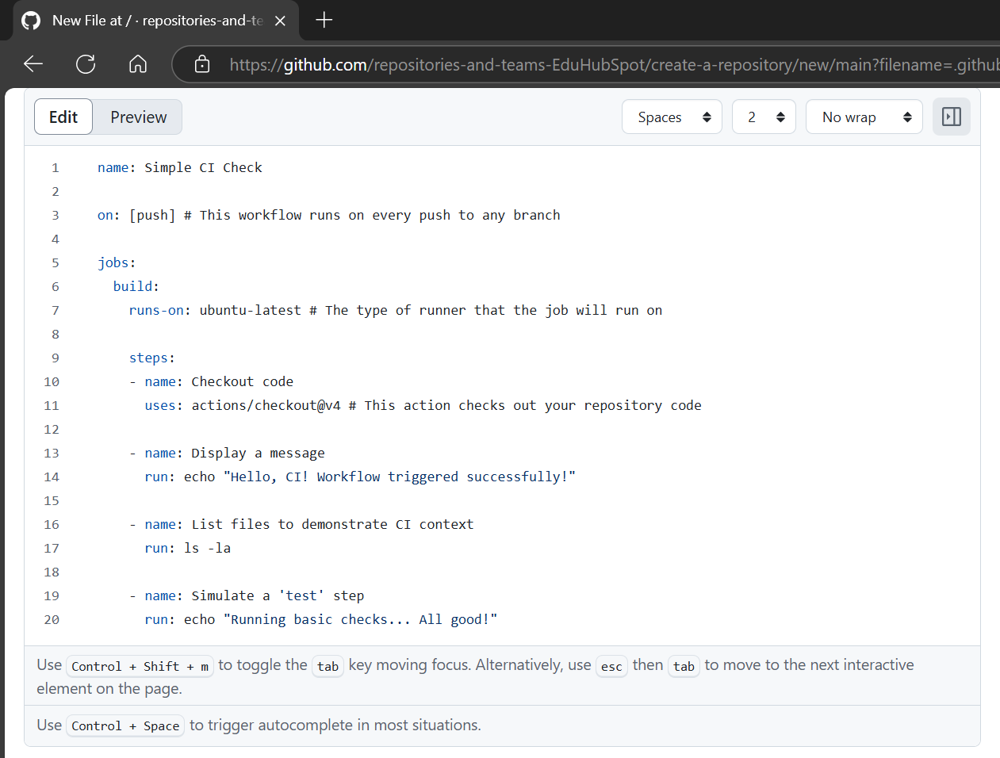 New File at / · repositories-and-te
https://github.com/repositories-and-teams-EduHubSpot/create-a-repository/new/main?filename=.github
Edit Preview Spaces 2 No wrap
1 name: Simple CI Check
2
3 on: [push] # This workflow runs on every push to any branch
4
5 jobs:
6 build:
7 runs-on: ubuntu-latest # The type of runner that the job will run on
8
9 steps:
10 - name: Checkout code
11 uses: actions/checkout@v4 # This action checks out your repository code
12
13 - name: Display a message
14 run: echo "Hello, CI! Workflow triggered successfully!"
15
16 - name: List files to demonstrate CI context
17 run: ls -la
18
19 - name: Simulate a 'test' step
20 run: echo "Running basic checks... All good!"
Use Control + Shift + m to toggle the tab key moving focus. Alternatively, use esc then tab to move to the next interactive
element on the page.
Use Control + Space to trigger autocomplete in most situations.